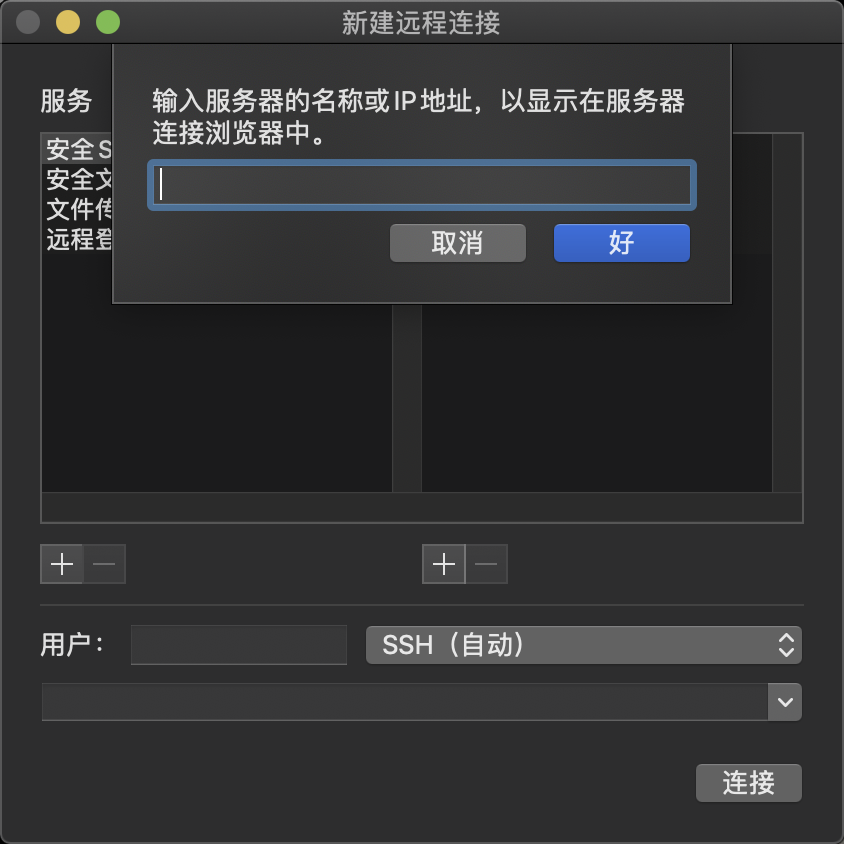 新建远程连接
服务
输入服务器的名称或IP地址，以显示在服务器
连接浏览器中。
安全S
安全文
文件传
远程登
取消
好
用户：
SSH（自动）
连接